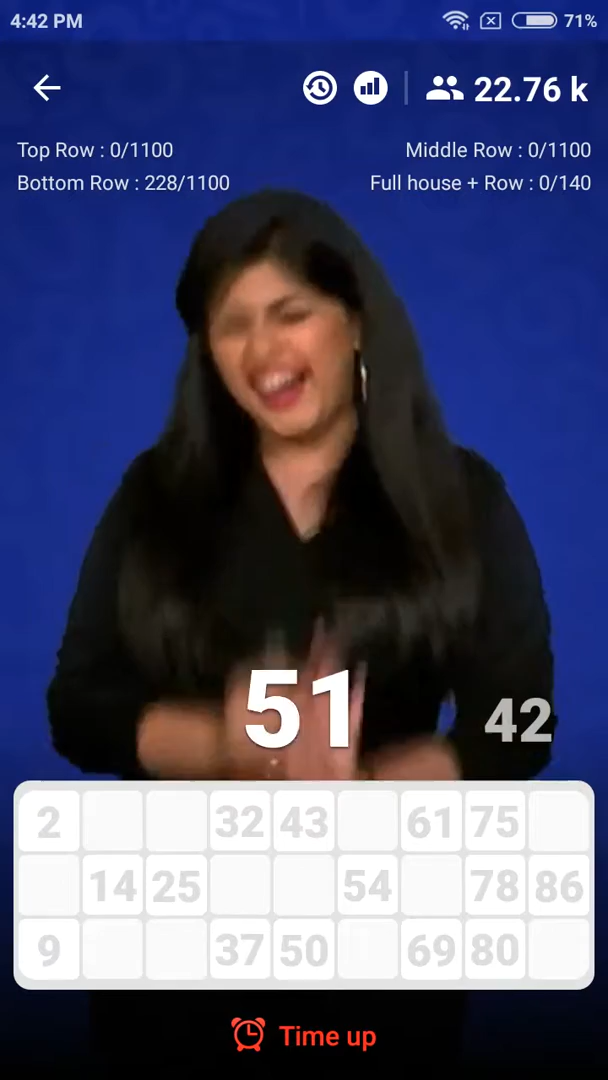 4:42 PM 71%
22.76 k
Top Row : 0/1100 Middle Row : 0/1100
Bottom Row : 228/1100 Full house + Row : 0/140
51 42
2 32 43 61 75
14 25 54 78 86
9 37 50 69 80
Time up